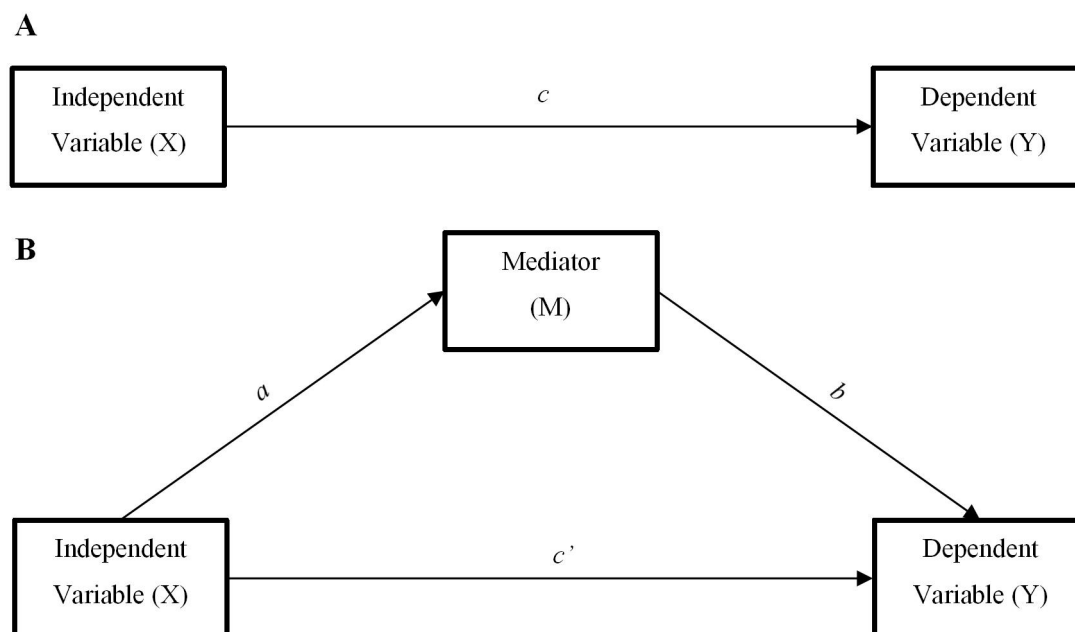 A
Independent
Variable (X)
c
Dependent
Variable (Y)
B
Mediator
(M)
a
b
Independent
Variable (X)
c’
Dependent
Variable (Y)